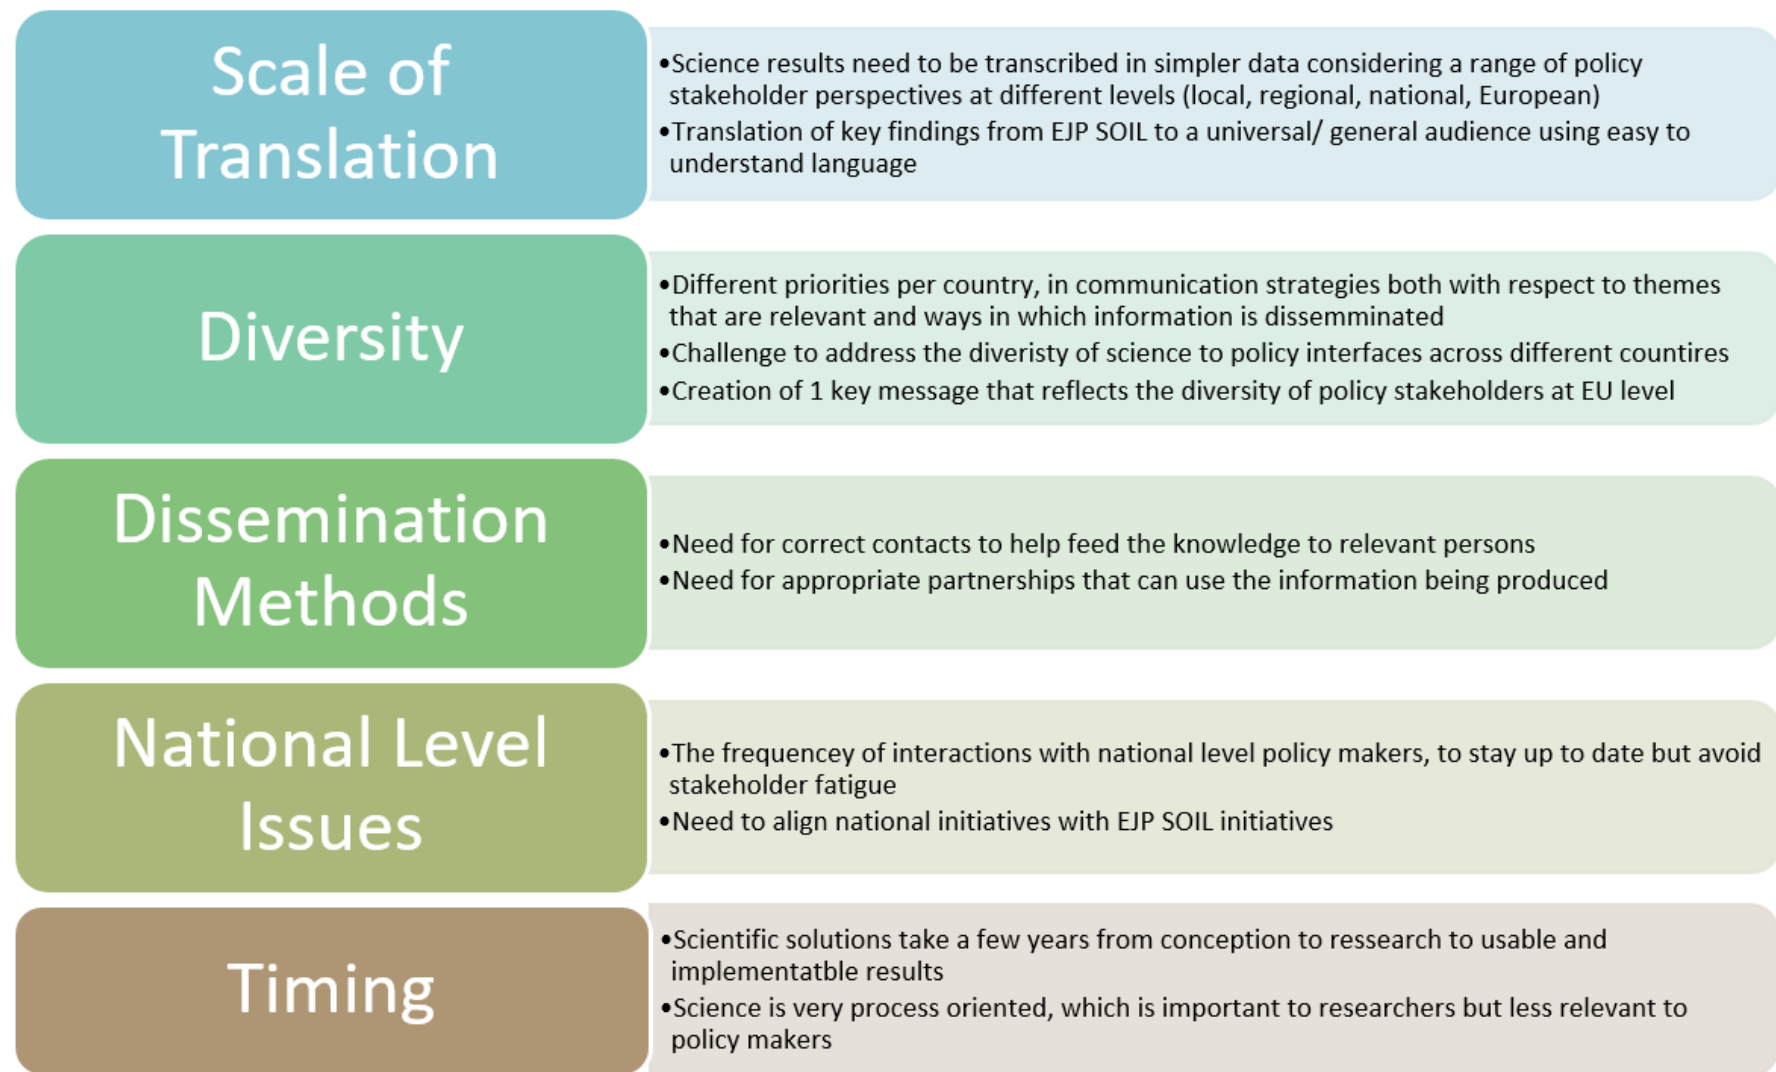 Scale of
Translation
•Science results need to be transcribed in simpler data considering a range of policy
stakeholder perspectives at different levels (local, regional, national, European)
•Translation of key findings from EJP SOIL to a universal/ general audience using easy to
understand language
Diversity
•Different priorities per country, in communication strategies both with respect to themes
that are relevant and ways in which information is dissemminated
•Challenge to address the diveristy of science to policy interfaces across different countires
•Creation of 1 key message that reflects the diversity of policy stakeholders at EU level
Dissemination
Methods
•Need for correct contacts to help feed the knowledge to relevant persons
•Need for appropriate partnerships that can use the information being produced
National Level
Issues
•The frequencey of interactions with national level policy makers, to stay up to date but avoid
stakeholder fatigue
•Need to align national initiatives with EJP SOIL initiatives
Timing
•Scientific solutions take a few years from conception to ressearch to usable and
implementatble results
•Science is very process oriented, which is important to researchers but less relevant to
policy makers